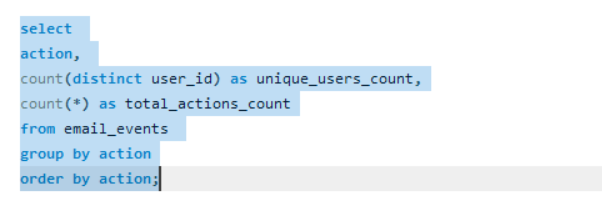 select
action,
count(distinct user_id) as unique_users_count,
count(*) as total_actions_count
from email_events
group by action
order by action;